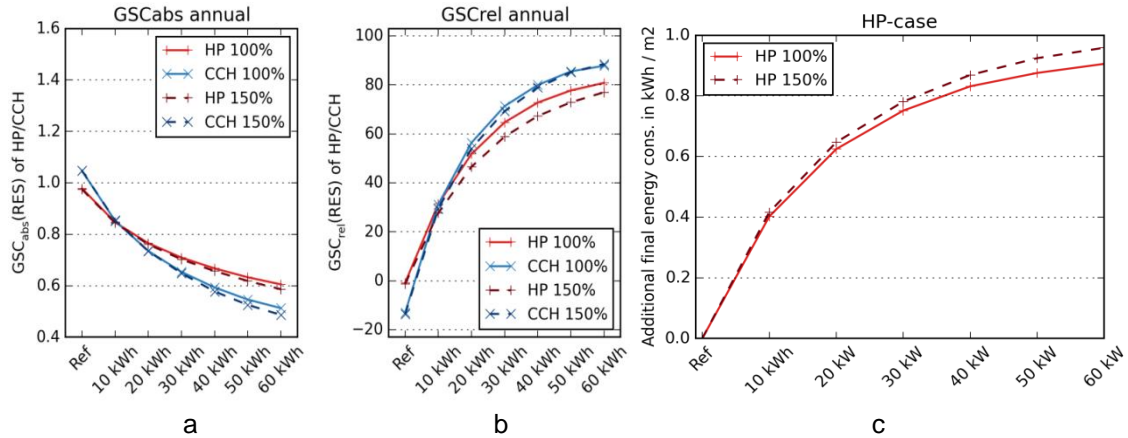 GSCabs annual
1.6
1.4
1.2
1.0
0.8
0.6
0.4
GSCabs(RES) of HP/CCH
HP 100%
CCH 100%
HP 150%
CCH 150%
Ref
10 kWh
20 kWh
30 kWh
40 kWh
50 kWh
60 kWh
a
GSCrel annual
100
80
60
40
20
0
−20
GSCrel(RES) of HP/CCH
HP 100%
CCH 100%
HP 150%
CCH 150%
Ref
10 kWh
20 kWh
30 kWh
40 kWh
50 kWh
60 kWh
b
HP-case
1.0
0.8
0.6
0.4
0.2
0.0
Additional final energy cons. in kWh / m2
HP 100%
HP 150%
Ref
10 kWh
20 kW
30 kW
40 kW
50 kW
60 kW
c